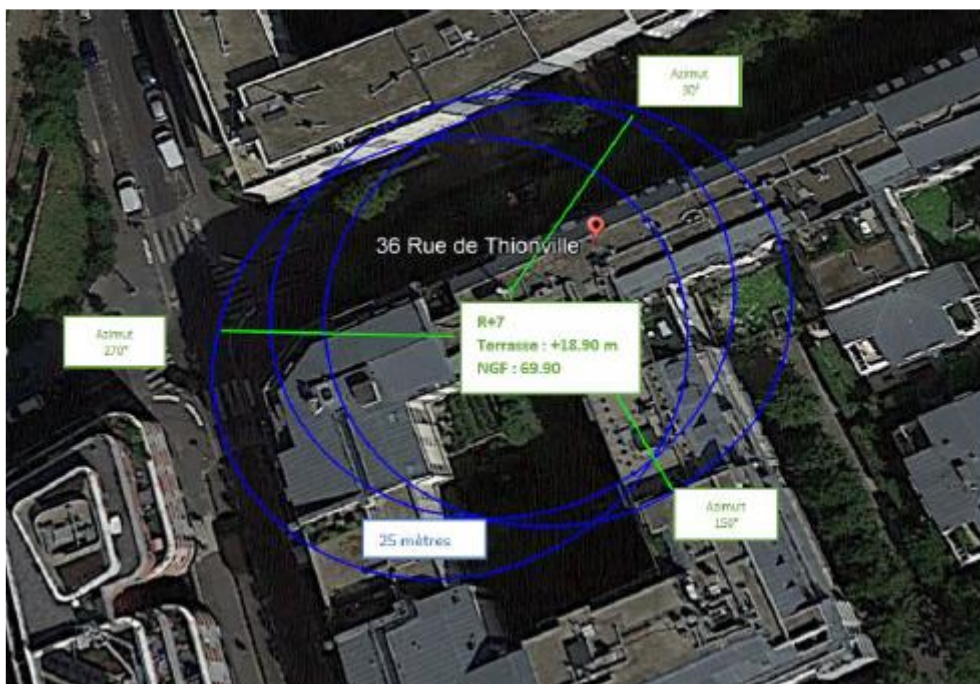 Azimut
30°
36 Rue de Thionville
Azimut
270°
R+7
Terrasse : +18.90 m
NGF : 69.90
Azimut
150°
25 mètres